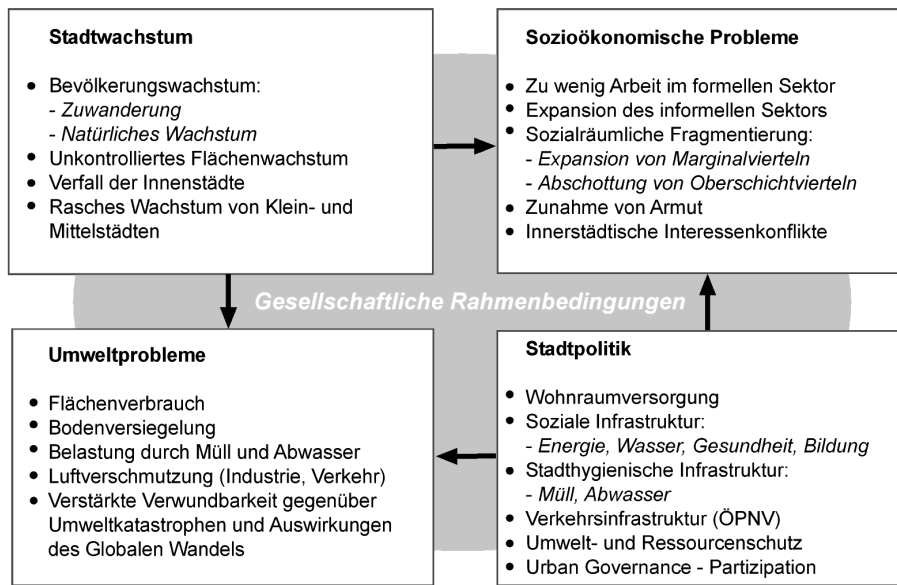 Stadtwachstum
• Bevölkerungswachstum:
- Zuwanderung
- Natürliches Wachstum
• Unkontrolliertes Flächenwachstum
• Verfall der Innenstädte
• Rasches Wachstum von Klein- und
Mittelstädten
Sozioökonomische Probleme
• Zu wenig Arbeit im formellen Sektor
• Expansion des informellen Sektors
• Sozialräumliche Fragmentierung:
- Expansion von Marginalvierteln
- Abschottung von Oberschichtvierteln
• Zunahme von Armut
• Innerstädtische Interessenkonflikte
Gesellschaftliche Rahmenbedingungen
Umweltprobleme
• Flächenverbrauch
• Bodenversiegelung
• Belastung durch Müll und Abwasser
• Luftverschmutzung (Industrie, Verkehr)
• Verstärkte Verwundbarkeit gegenüber
Umweltkatastrophen und Auswirkungen
des Globalen Wandels
Stadtpolitik
• Wohnraumversorgung
• Soziale Infrastruktur:
- Energie, Wasser, Gesundheit, Bildung
• Stadthygienische Infrastruktur:
- Müll, Abwasser
• Verkehrsinfrastruktur (ÖPNV)
• Umwelt- und Ressourcenschutz
• Urban Governance - Partizipation